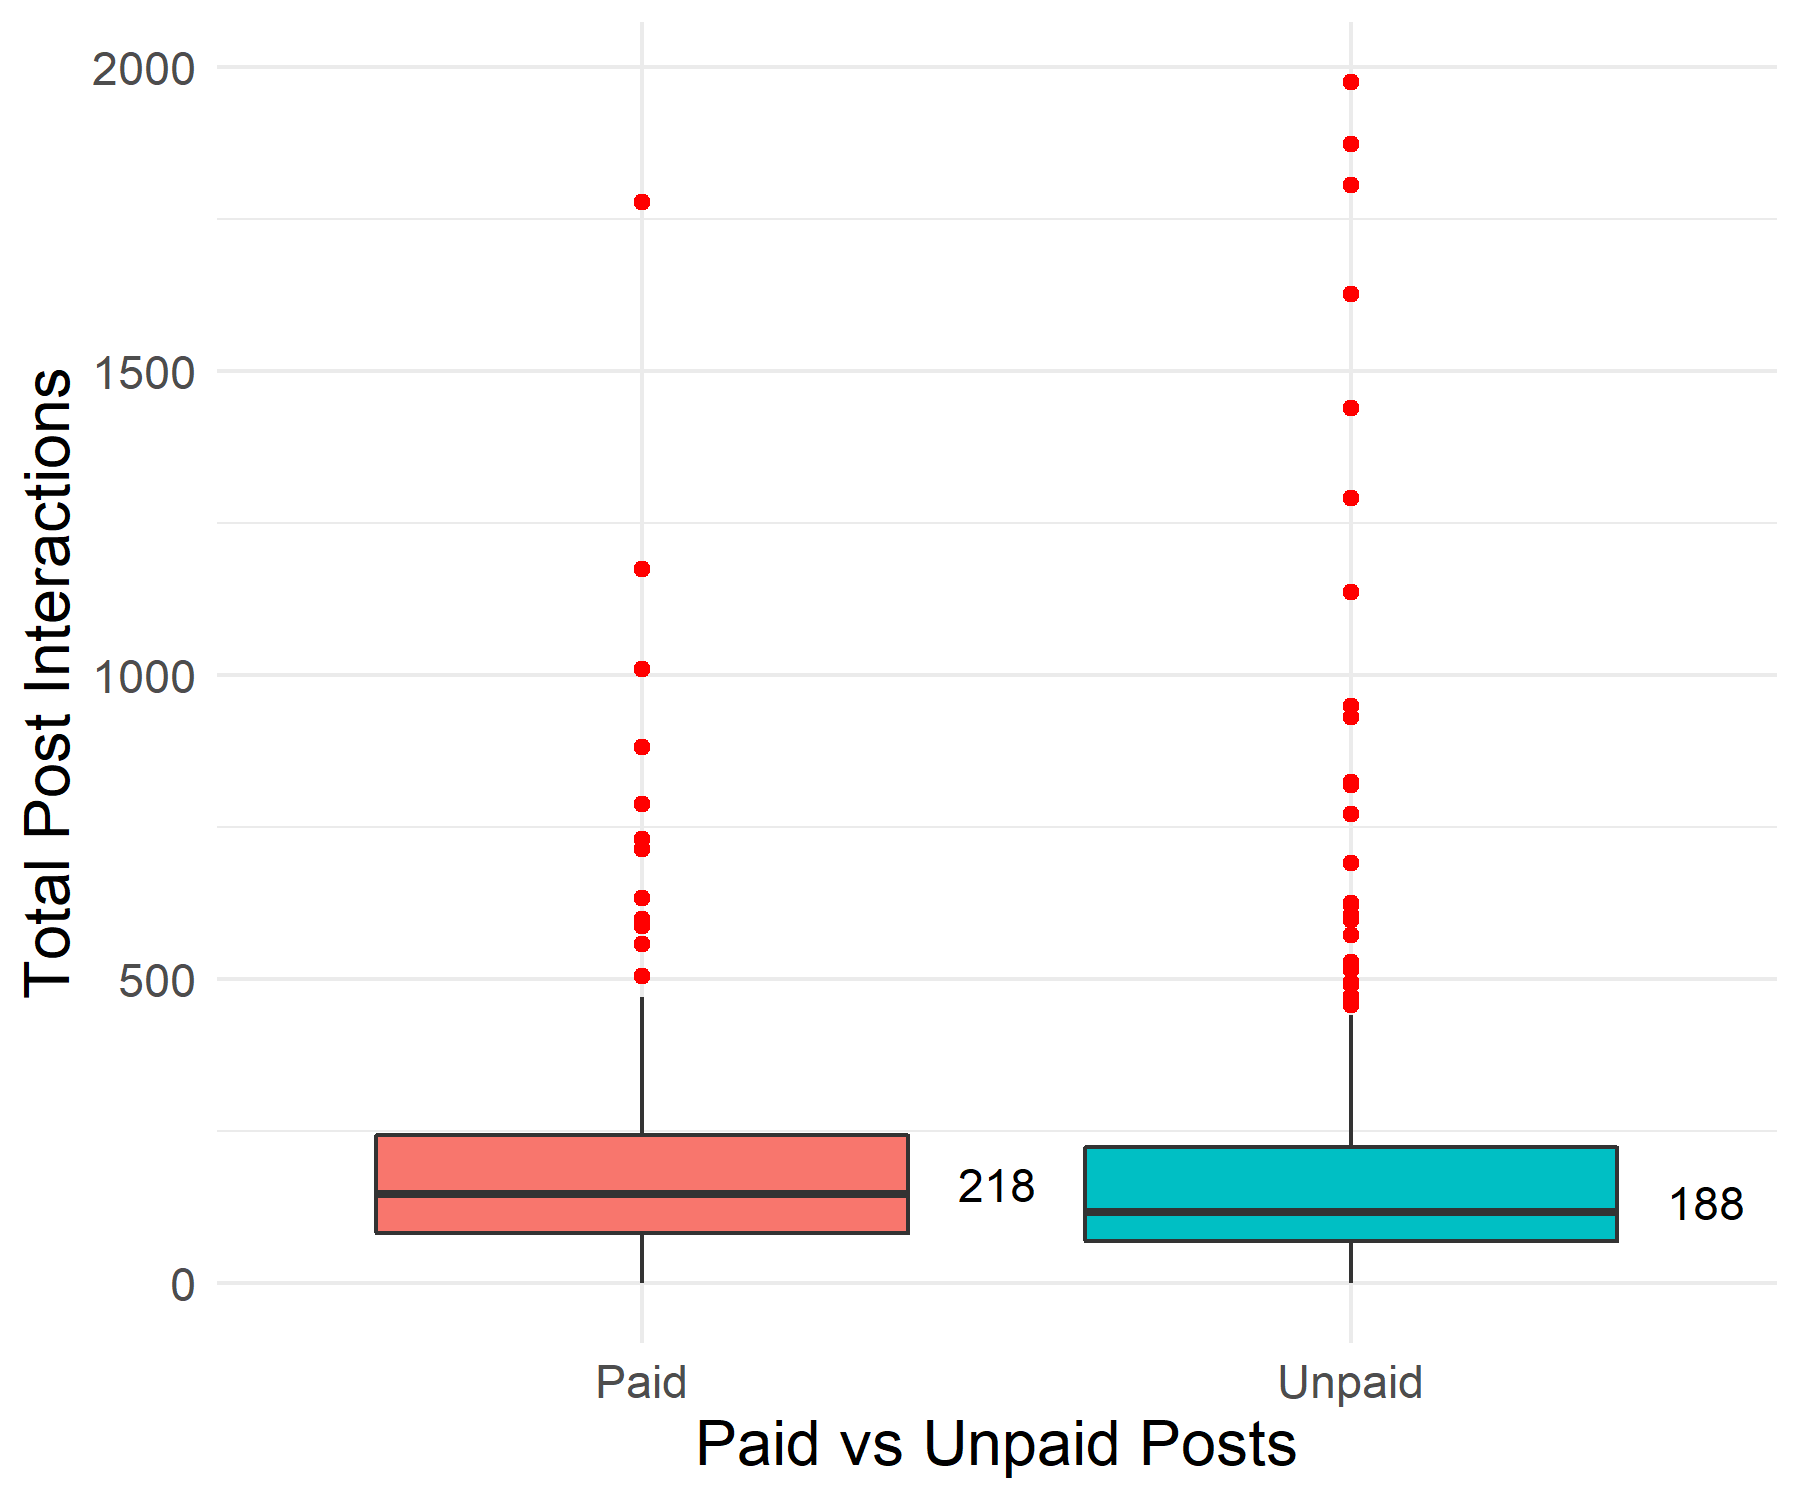 2000
1500
1000
500
0
Total Post Interactions
218
188
Paid
Unpaid
Paid vs Unpaid Posts